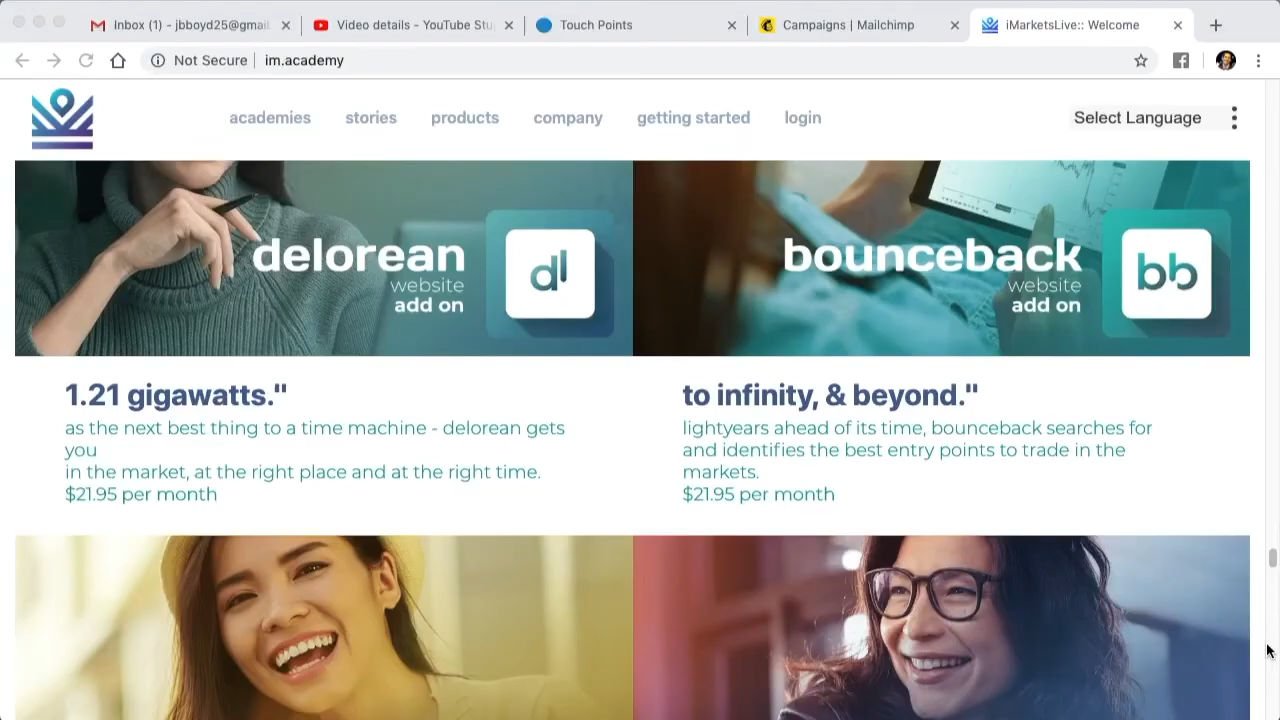 Inbox (1) - jbboyd25@gmai
Video details - YouTube Stu
Touch Points
Campaigns | Mailchimp
iMarketsLive:: Welcome
Not Secure
im.academy
academies
stories
products
company
getting started
login
Select Language
delorean
website
add on
dl
bounceback
website
add on
bb
1.21 gigawatts."
as the next best thing to a time machine - delorean gets
you
in the market, at the right place and at the right time.
$21.95 per month
to infinity, & beyond."
lightyears ahead of its time, bounceback searches for
and identifies the best entry points to trade in the
markets.
$21.95 per month